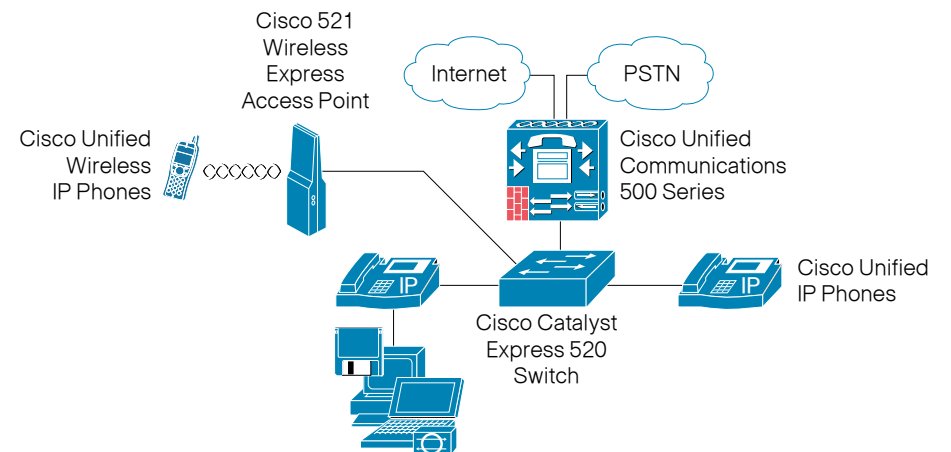 Cisco 521
Wireless
Express
Access Point
Internet
PSTN
Cisco Unified
Wireless
IP Phones
Cisco Unified
Communications
500 Series
IP
IP
Cisco Unified
IP Phones
Cisco Catalyst
Express 520
Switch